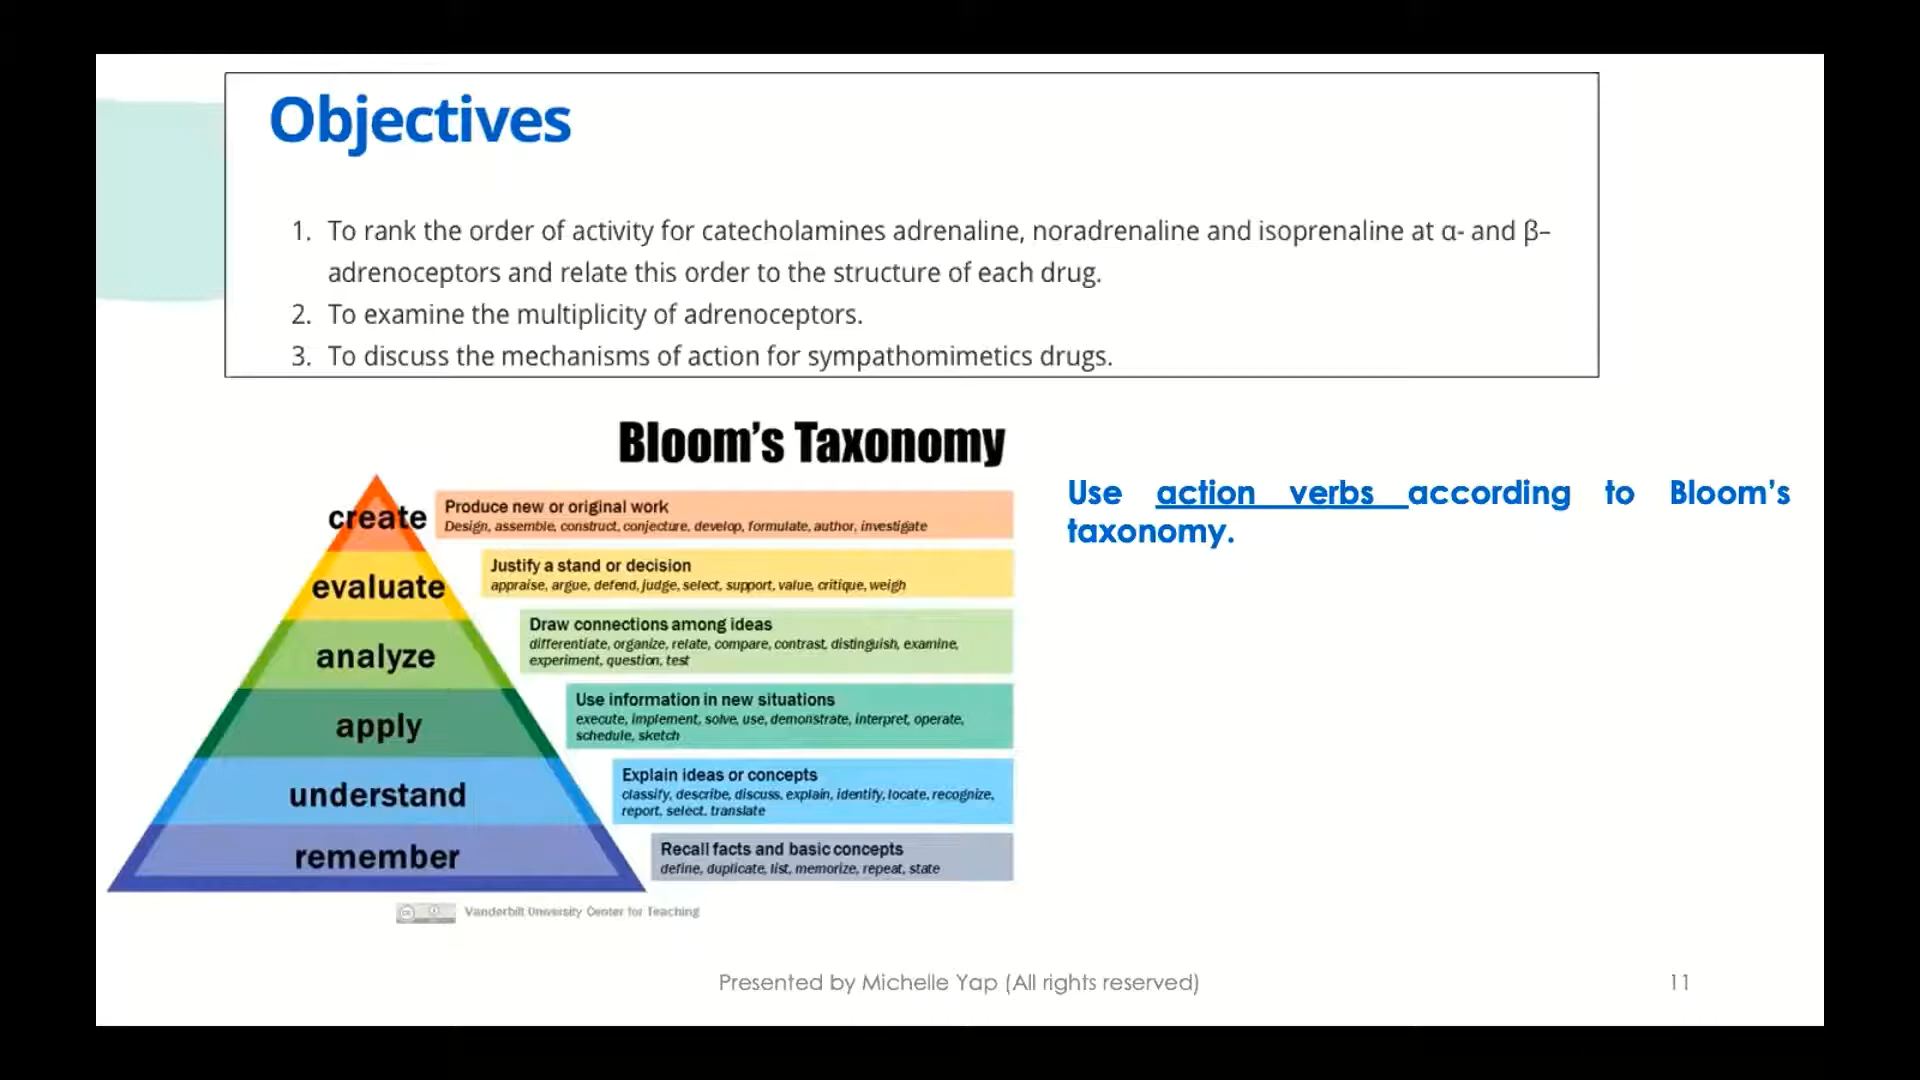 Objectives
1. To rank the order of activity for catecholamines adrenaline, noradrenaline and isoprenaline at α- and β–
adrenoceptors and relate this order to the structure of each drug.
2. To examine the multiplicity of adrenoceptors.
3. To discuss the mechanisms of action for sympathomimetics drugs.
Bloom’s Taxonomy
create
Produce new or original work
Design, assemble, construct, conjecture, develop, formulate, author, investigate
evaluate
Justify a stand or decision
appraise, argue, defend, judge, select, support, value, critique, weigh
analyze
Draw connections among ideas
differentiate, organize, relate, compare, contrast, distinguish, examine,
experiment, question, test
apply
Use information in new situations
execute, implement, solve, use, demonstrate, interpret, operate,
schedule, sketch
understand
Explain ideas or concepts
classify, describe, discuss, explain, identify, locate, recognize,
report, select, translate
remember
Recall facts and basic concepts
define, duplicate, list, memorize, repeat, state
Vanderbilt University Center for Teaching
Use action verbs according to Bloom’s
taxonomy.
Presented by Michelle Yap (All rights reserved)
11